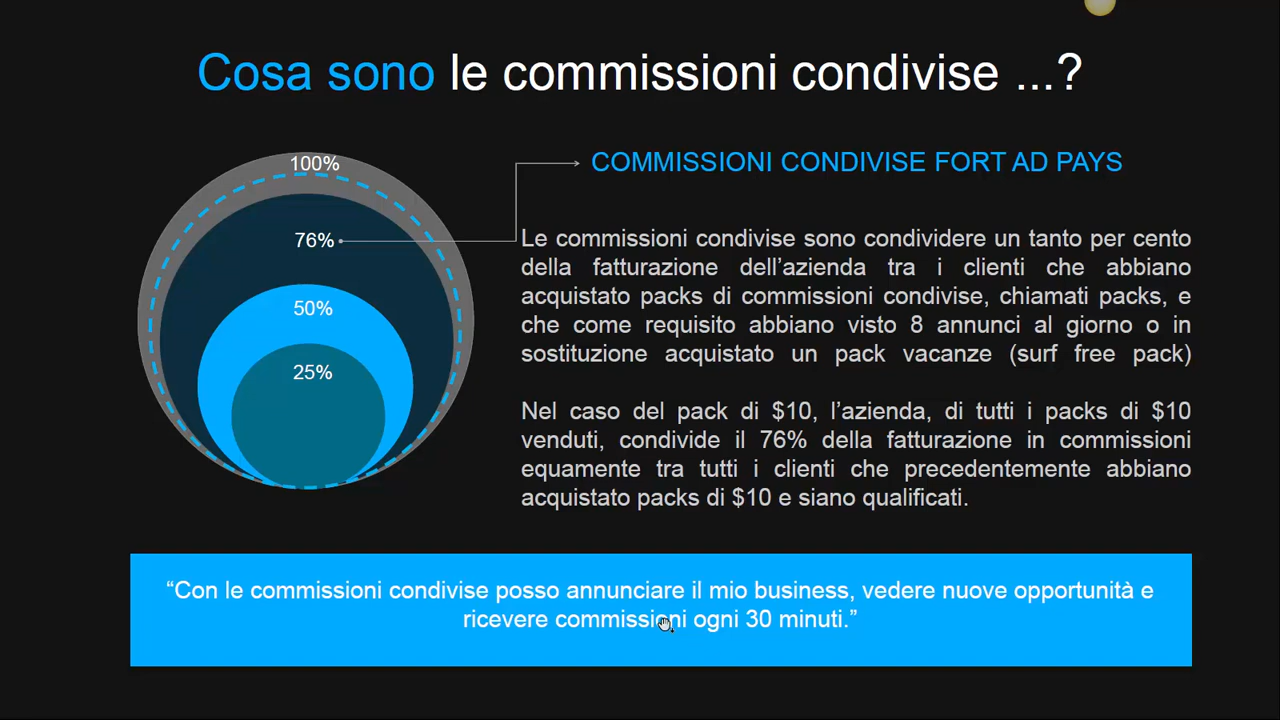 Cosa sono le commissioni condivise ...?
100%
76%
50%
25%
COMMISSIONI CONDIVISE FORT AD PAYS
Le commissioni condivise sono condividere un tanto per cento
della fatturazione dell’azienda tra i clienti che abbiano
acquistato packs di commissioni condivise, chiamati packs, e
che come requisito abbiano visto 8 annunci al giorno o in
sostituzione acquistato un pack vacanze (surf free pack)
Nel caso del pack di $10, l’azienda, di tutti i packs di $10
venduti, condivide il 76% della fatturazione in commissioni
equamente tra tutti i clienti che precedentemente abbiano
acquistato packs di $10 e siano qualificati.
“Con le commissioni condivise posso annunciare il mio business, vedere nuove opportunità e
ricevere commissioni ogni 30 minuti.”